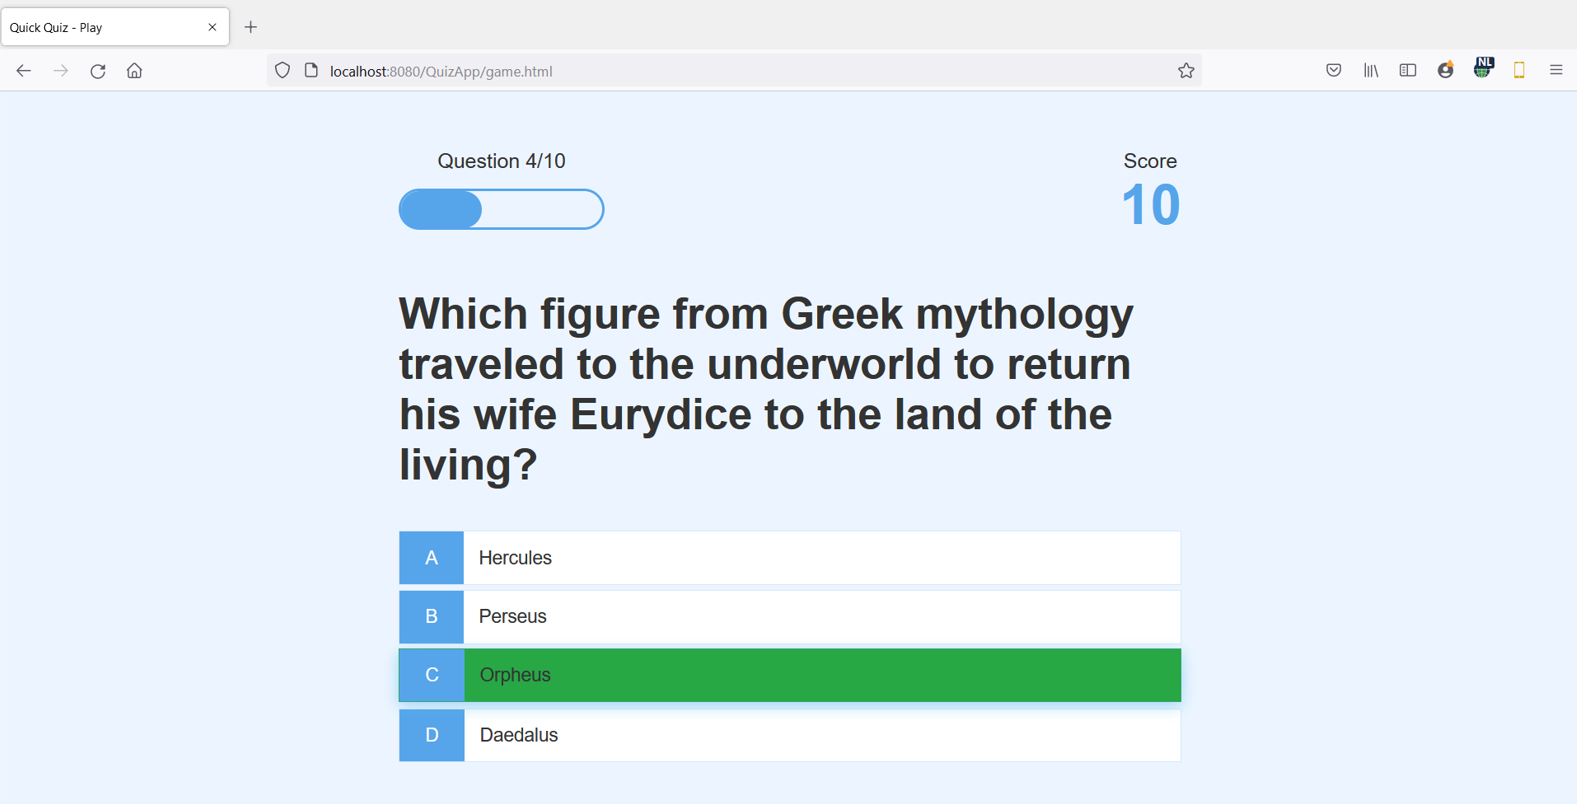 Quick Quiz - Play
localhost:8080/QuizApp/game.html
NL
Question 4/10
Score
10
Which figure from Greek mythology
traveled to the underworld to return
his wife Eurydice to the land of the
living?
A Hercules
B Perseus
C Orpheus
D Daedalus